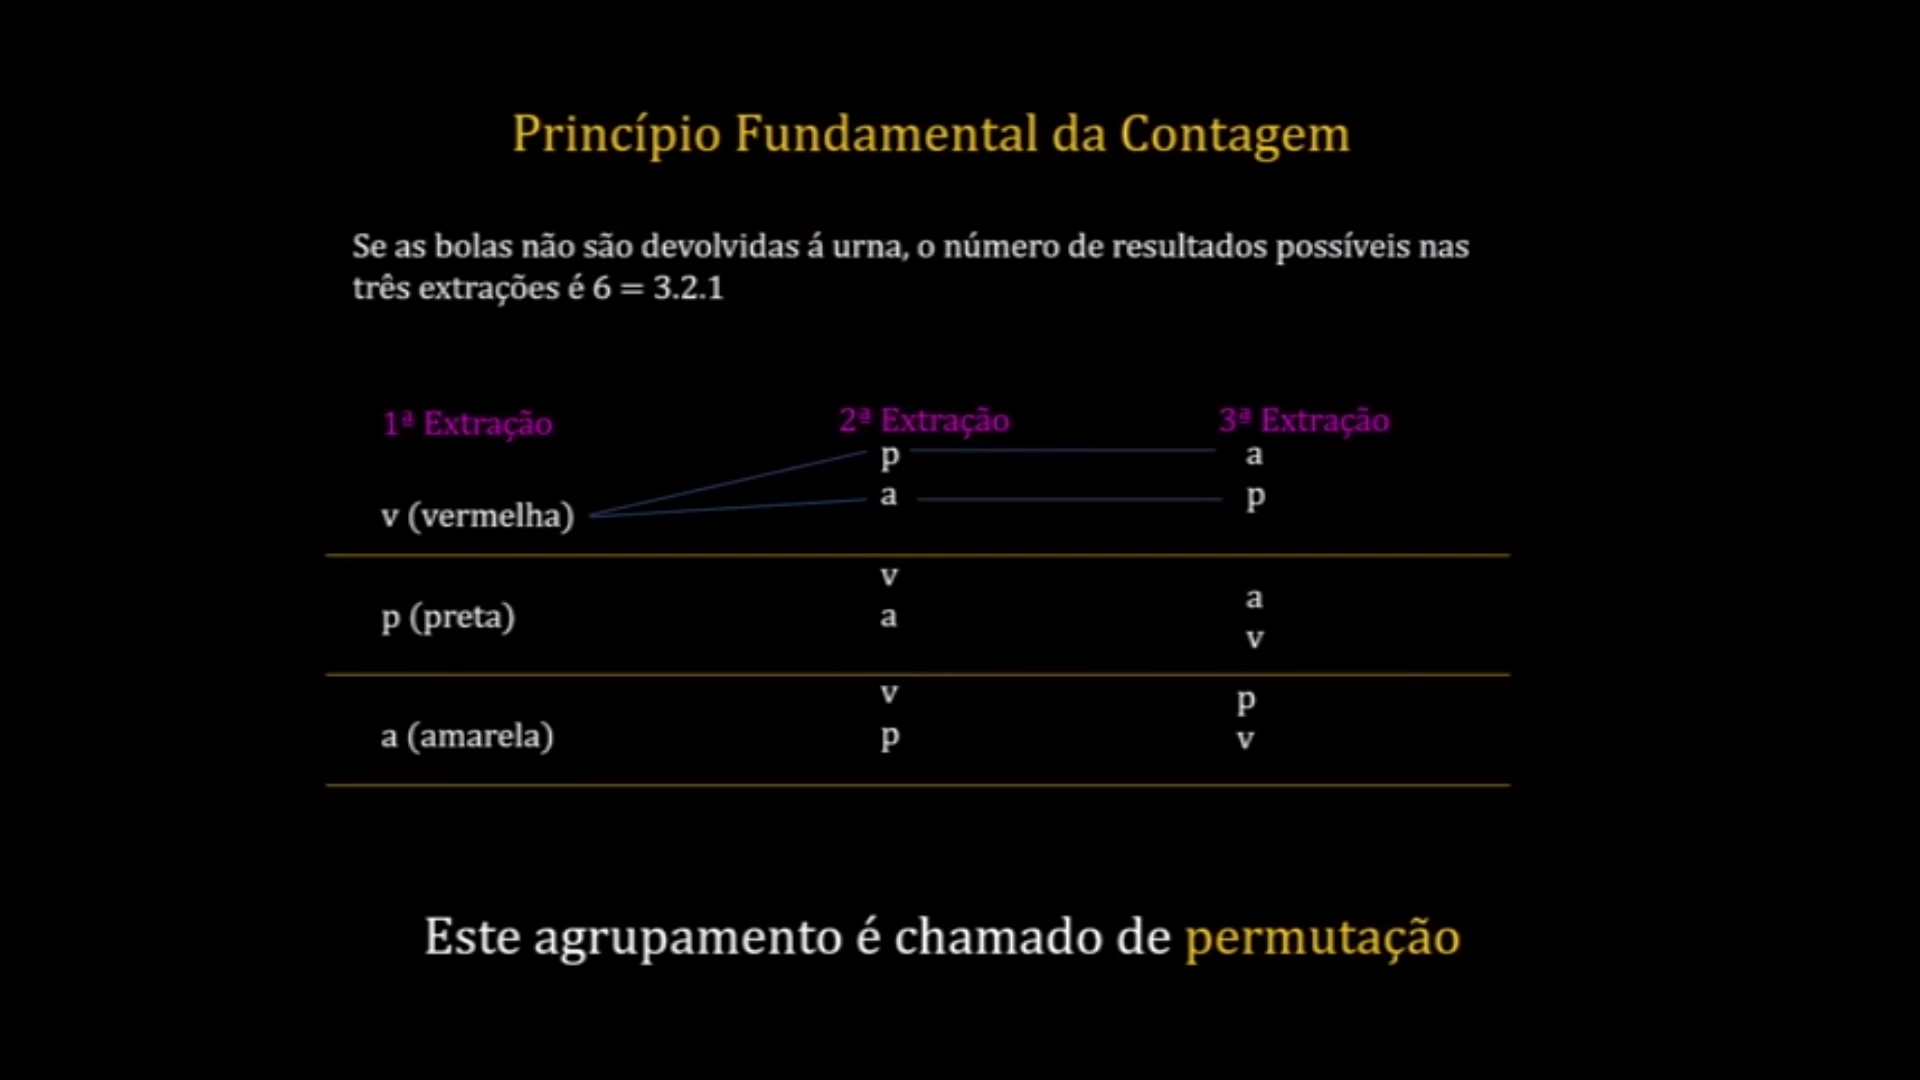 Princípio Fundamental da Contagem
Se as bolas não são devolvidas á urna, o número de resultados possíveis nas
três extrações é 6 = 3.2.1
1ª Extração 2ª Extração 3ª Extração
p a
a p
v (vermelha)
v
a
p (preta) a
v
v p
a (amarela) p v
Este agrupamento é chamado de permutação